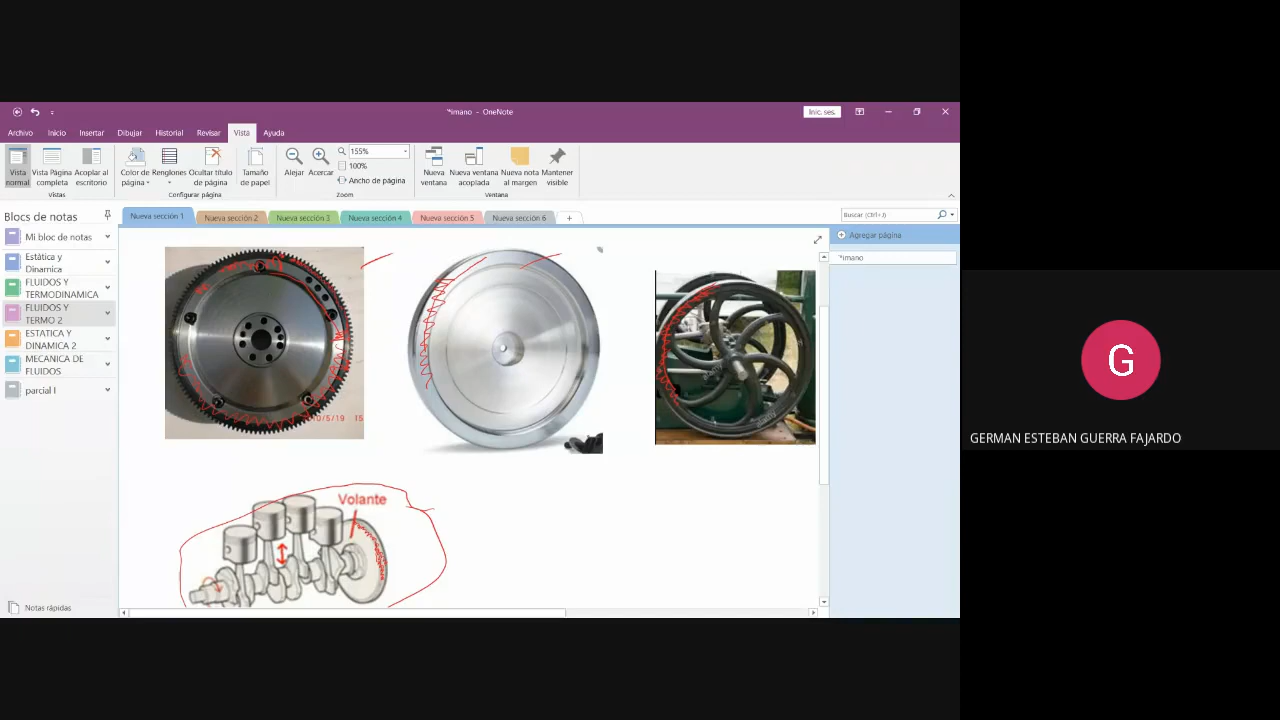 *imano - OneNote
Inic. ses.
Archivo Inicio Insertar Dibujar Historial Revisar Vista Ayuda
Vista normal
Vista Página completa
Acoplar al escritorio
Vistas
Color de página
Renglones
Ocultar título de página
Configurar página
Tamaño de papel
Alejar
Acercar
155%
100%
Ancho de página
Zoom
Nueva ventana
Nueva ventana acoplada
Nueva nota al margen
Mantener visible
Ventana
Blocs de notas
Nueva sección 1 Nueva sección 2 Nueva sección 3 Nueva sección 4 Nueva sección 5 Nueva sección 6 +
Buscar (Ctrl+J)
Mi bloc de notas
Estática y
Dinamica
FLUIDOS Y
TERMODINAMICA
FLUIDOS Y
TERMO 2
ESTATICA Y
DINAMICA 2
MECANICA DE
FLUIDOS
parcial I
Notas rápidas
Agregar página
*imano
0/5/19 15
Volante
G
GERMAN ESTEBAN GUERRA FAJARDO